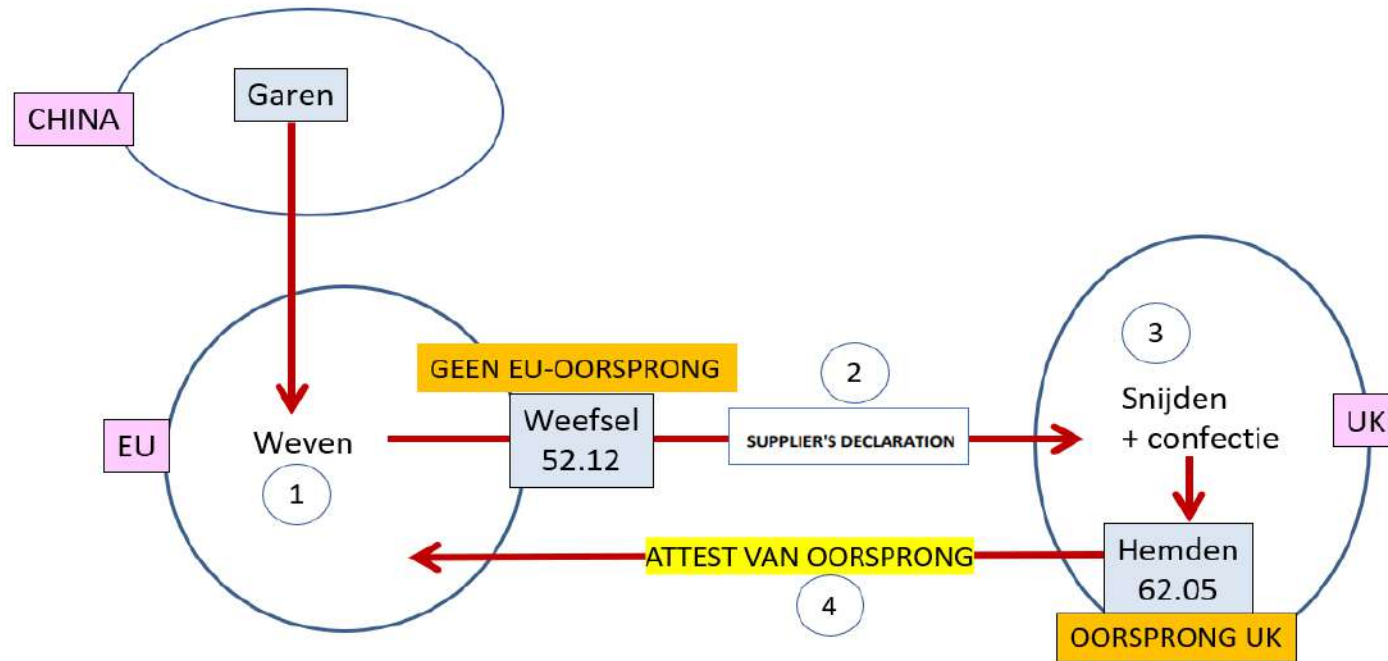 Garen
CHINA
GEEN EU-OORSPRONG
2
3
Weefsel
52.12
SUPPLIER'S DECLARATION
Snijden
+ confectie
UK
EU
Weven
1
ATTEST VAN OORSPRONG
4
Hemden
62.05
OORSPRONG UK